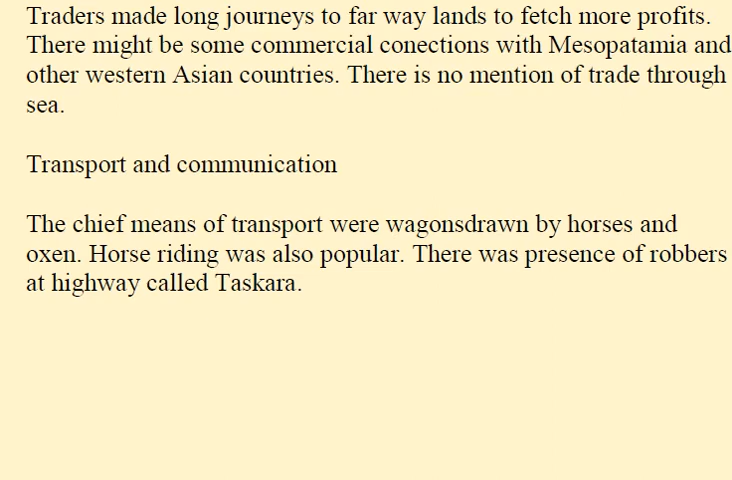 Traders made long journeys to far way lands to fetch more profits.
There might be some commercial conections with Mesopatamia and
other western Asian countries. There is no mention of trade through
sea.
Transport and communication
The chief means of transport were wagonsdrawn by horses and
oxen. Horse riding was also popular. There was presence of robbers
at highway called Taskara.